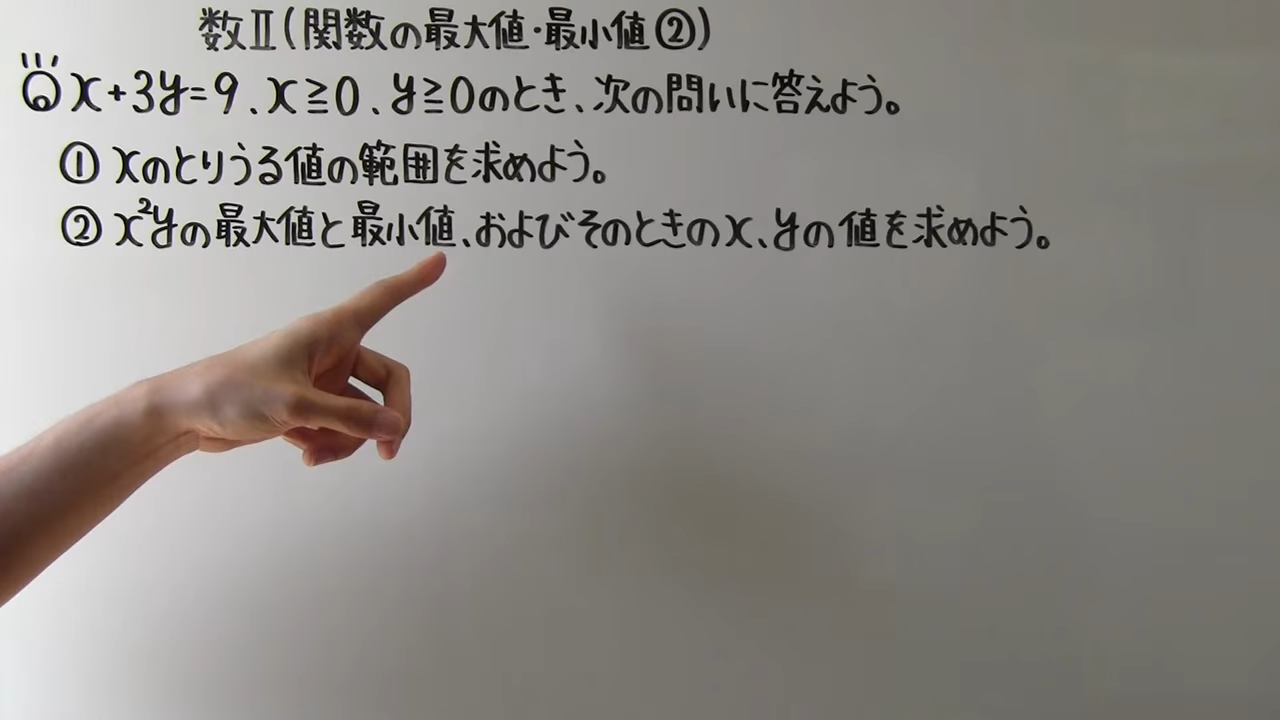 数Ⅱ(関数の最大値・最小値②)
x+3y=9、x≧0、y≧0のとき、次の問いに答えよう。
① xのとりうる値の範囲を求めよう。
② x²yの最大値と最小値、およびそのときのx、yの値を求めよう。